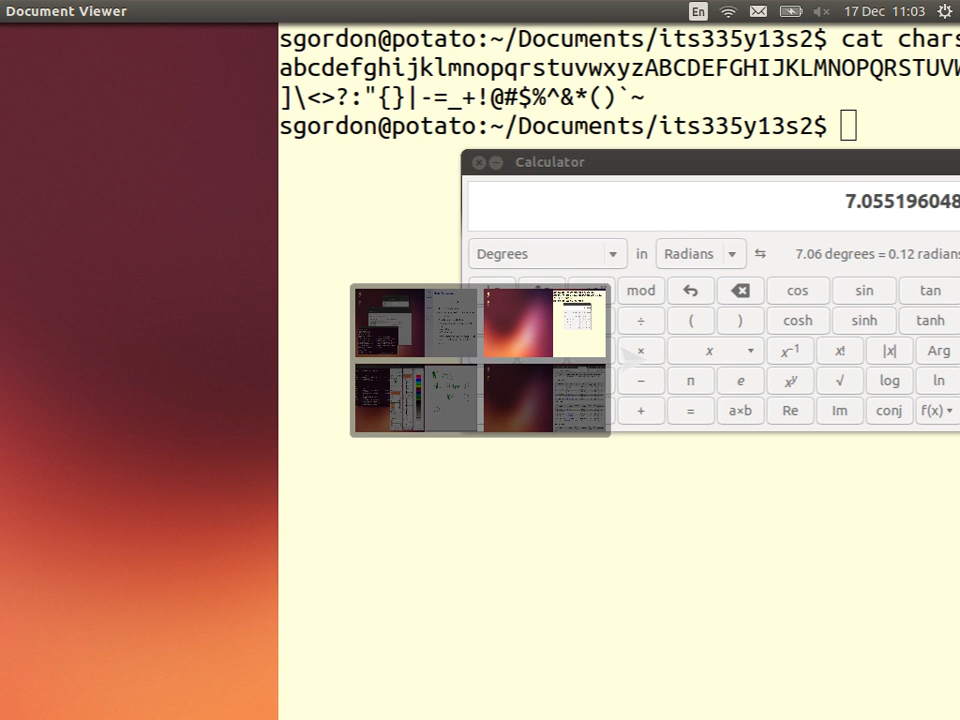 Document Viewer
En
17 Dec 11:03
sgordon@potato:~/Documents/its335y13s2$ cat chars
abcdefghijklmnopqrstuvwxyzABCDEFGHIJKLMNOPQRSTUVW
]\<>?:"{}|-=_+!@#$%^&*()`~
sgordon@potato:~/Documents/its335y13s2$
Calculator
7.055196048
Degrees in Radians 7.06 degrees = 0.12 radians
mod cos sin tan
÷ ( ) cosh sinh tanh
× x x⁻¹ x! |x| Arg
− π e xʸ √ log ln
+ = a×b Re Im conj f(x)